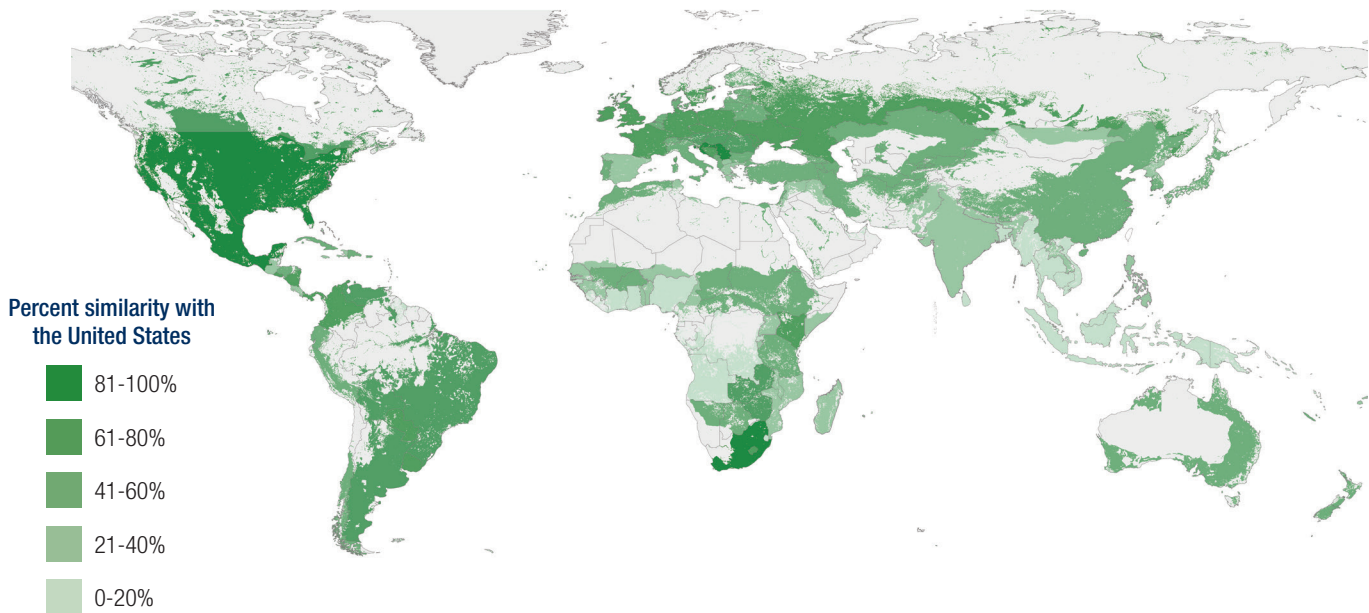 Percent similarity with
the United States
81-100%
61-80%
41-60%
21-40%
0-20%